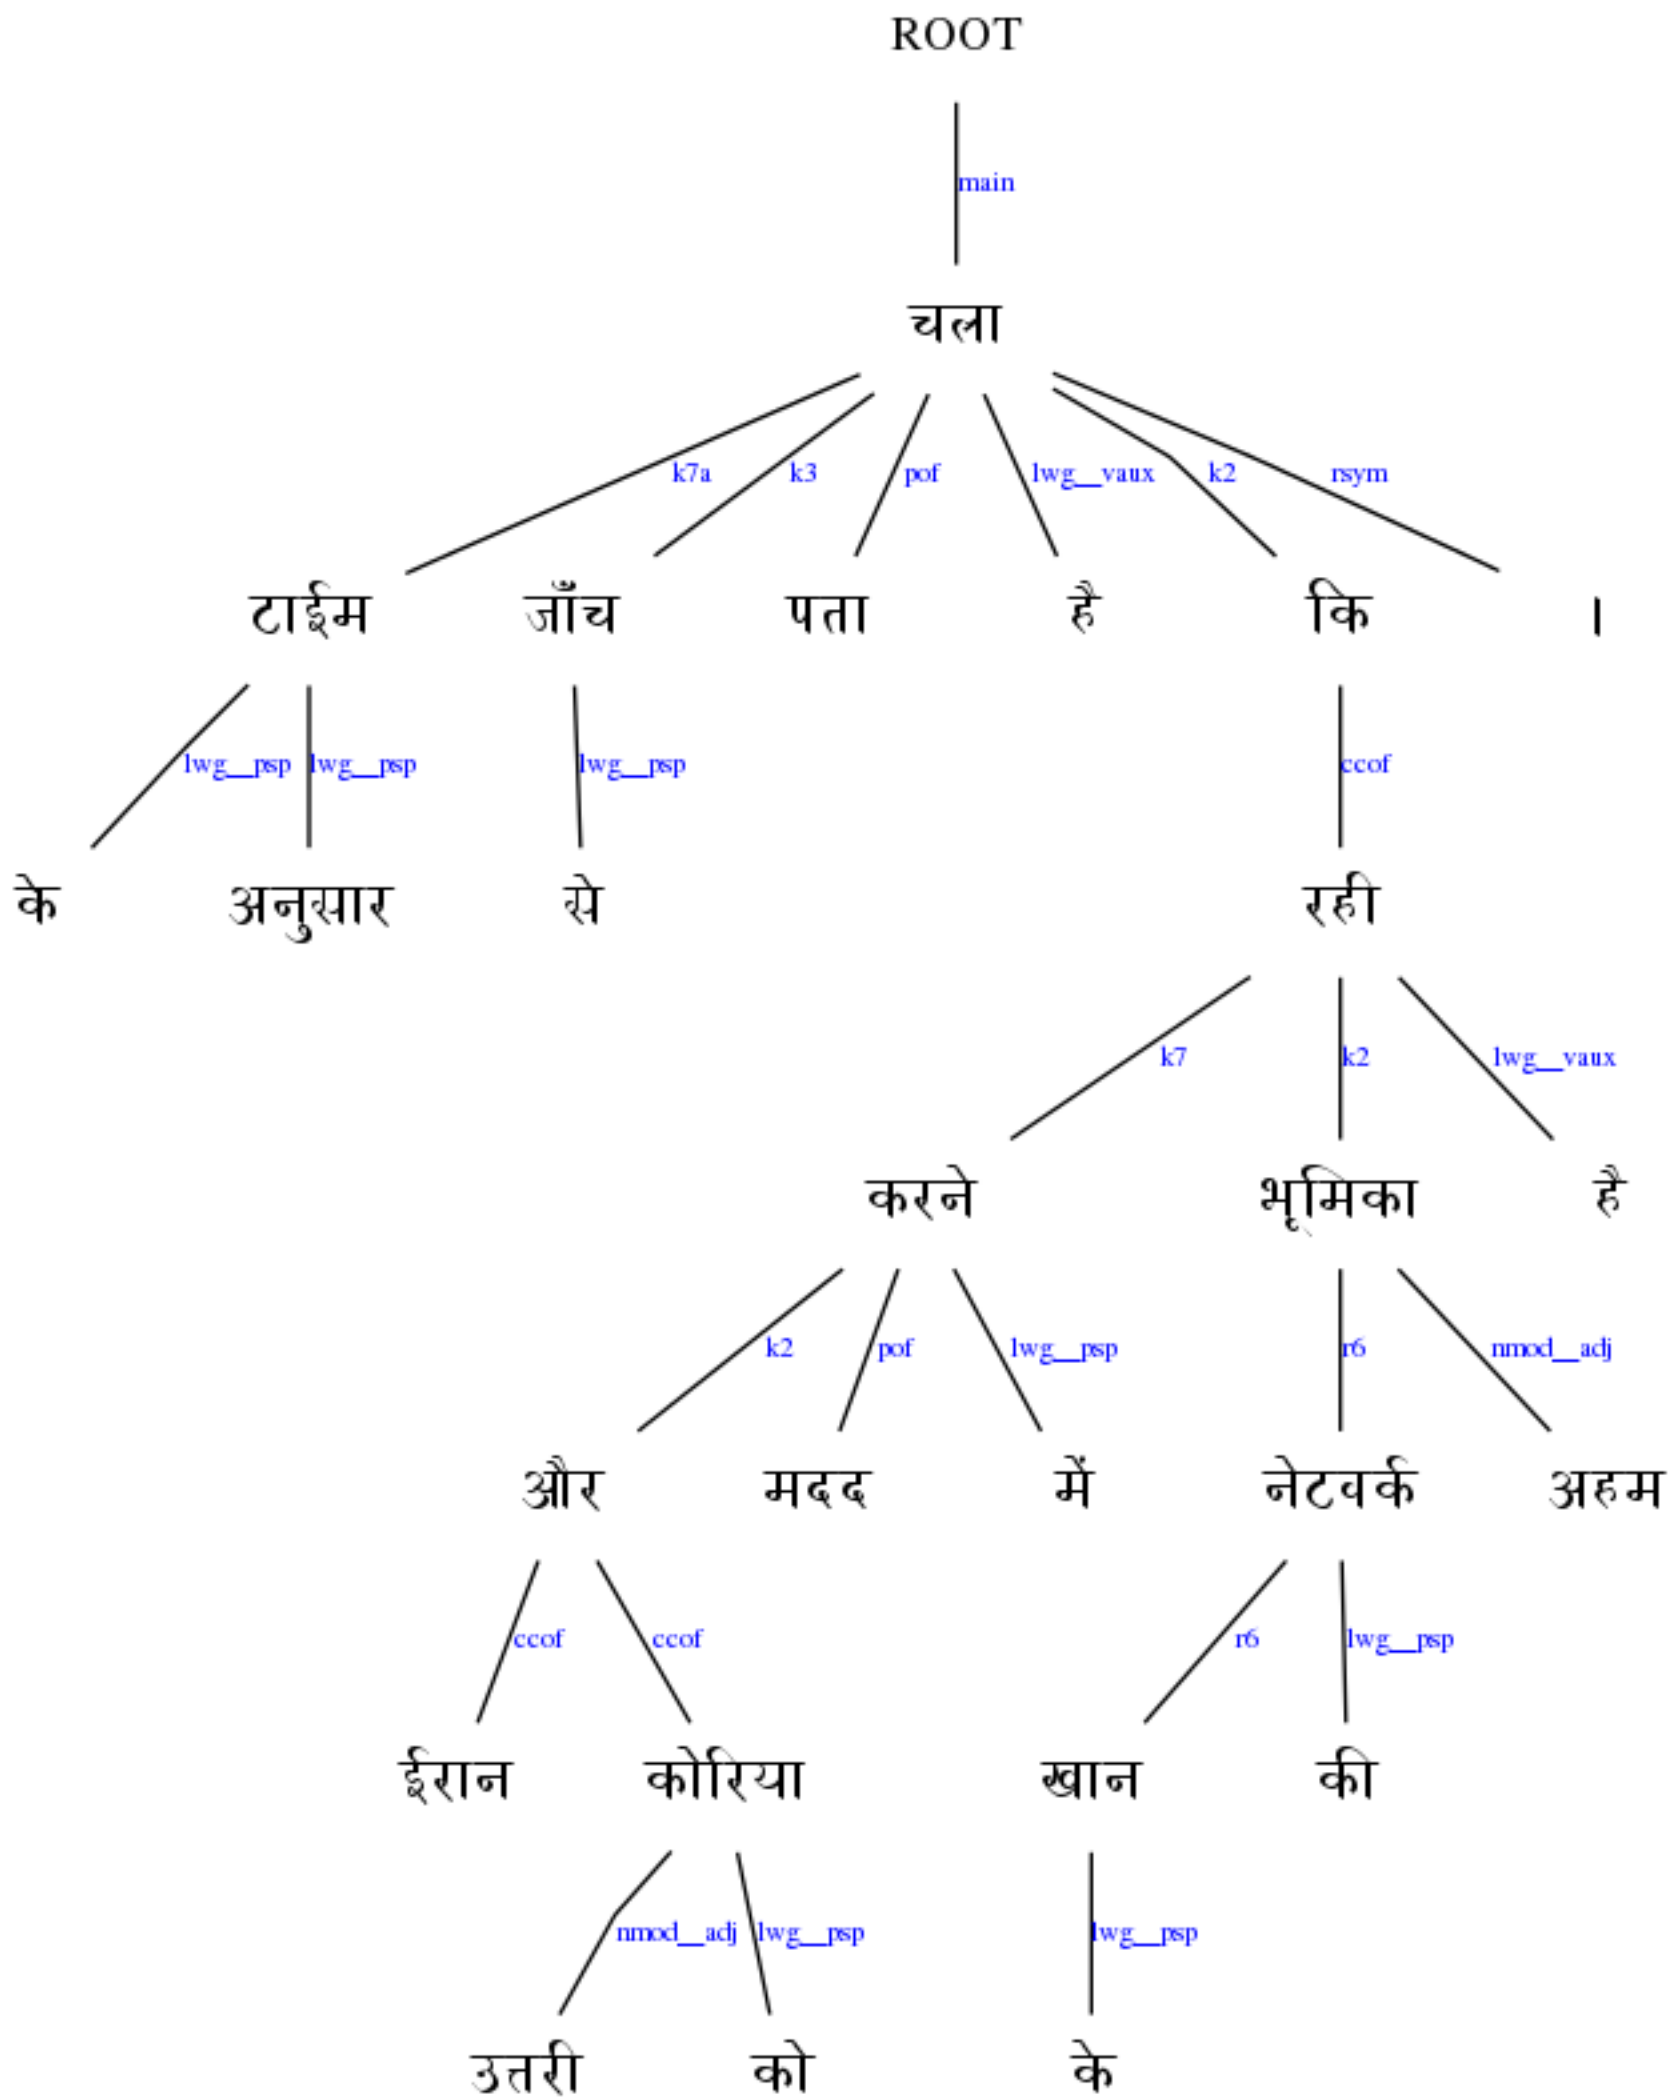 ROOT
main
चला
k7a k3 pof lwg__vaux k2 rsym
टाईम जाँच पता है कि ।
lwg__psp lwg__psp lwg__psp ccof
के अनुसार से रही
k7 k2 lwg__vaux
करने भूमिका है
k2 pof lwg__psp r6 nmod__adj
और मदद में नेटवर्क अहम
ccof ccof r6 lwg__psp
ईरान कोरिया खान की
nmod__adj lwg__psp lwg__psp
उत्तरी को के